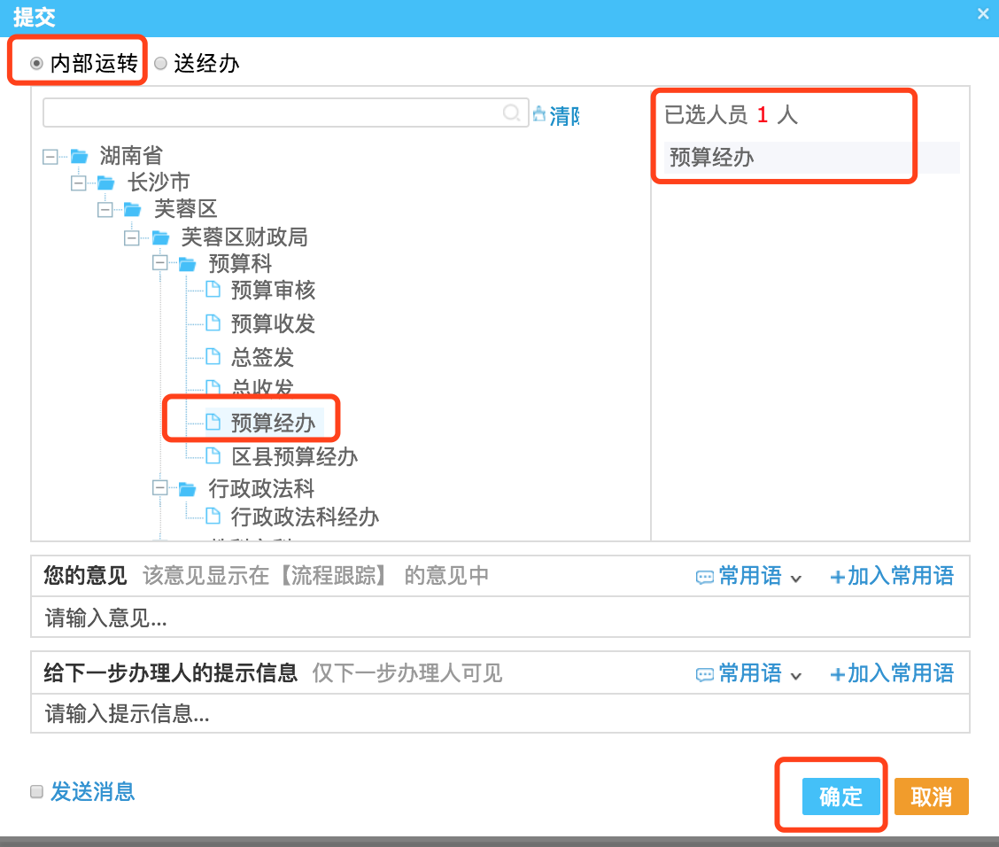 提交
内部运转 送经办
清除
已选人员 1 人
预算经办
湖南省
长沙市
芙蓉区
芙蓉区财政局
预算科
预算审核
预算收发
总签发
总收发
预算经办
区县预算经办
行政政法科
行政政法科经办
您的意见 该意见显示在【流程跟踪】 的意见中 常用语 +加入常用语
请输入意见...
给下一步办理人的提示信息 仅下一步办理人可见 常用语 +加入常用语
请输入提示信息...
发送消息 确定 取消